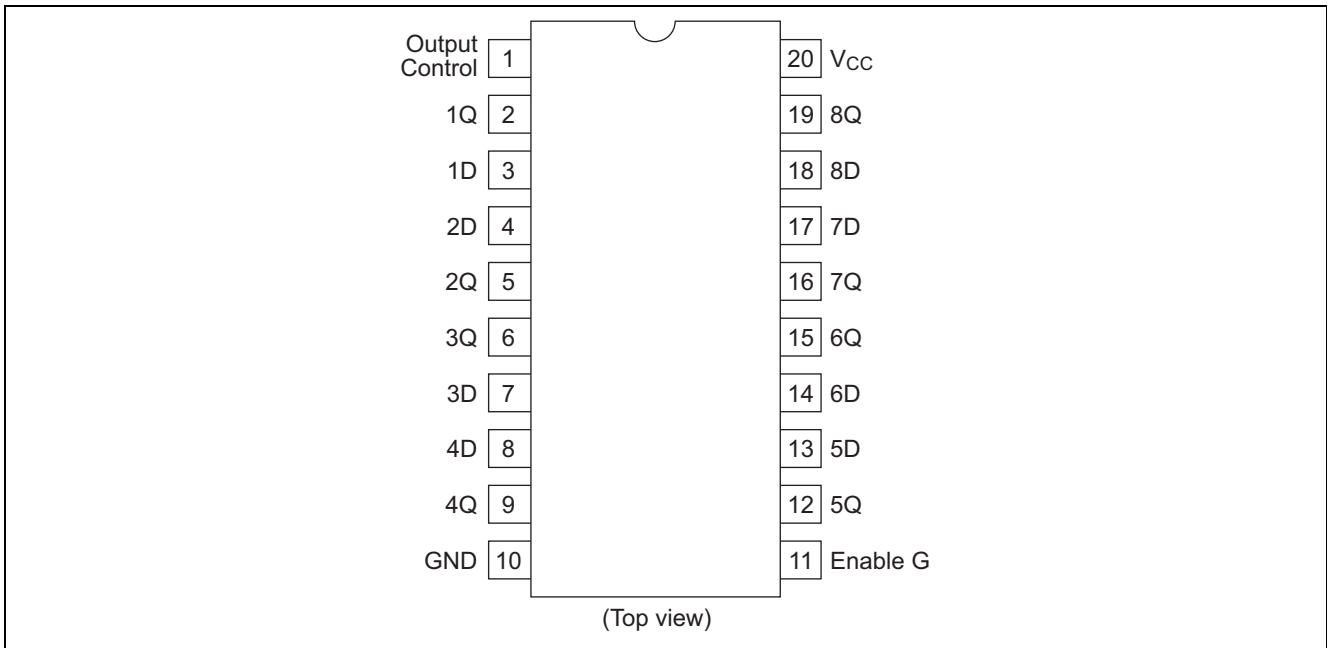 Output
Control 1
20 VCC
1Q 2
19 8Q
1D 3
18 8D
2D 4
17 7D
2Q 5
16 7Q
3Q 6
15 6Q
3D 7
14 6D
4D 8
13 5D
4Q 9
12 5Q
GND 10
11 Enable G
(Top view)